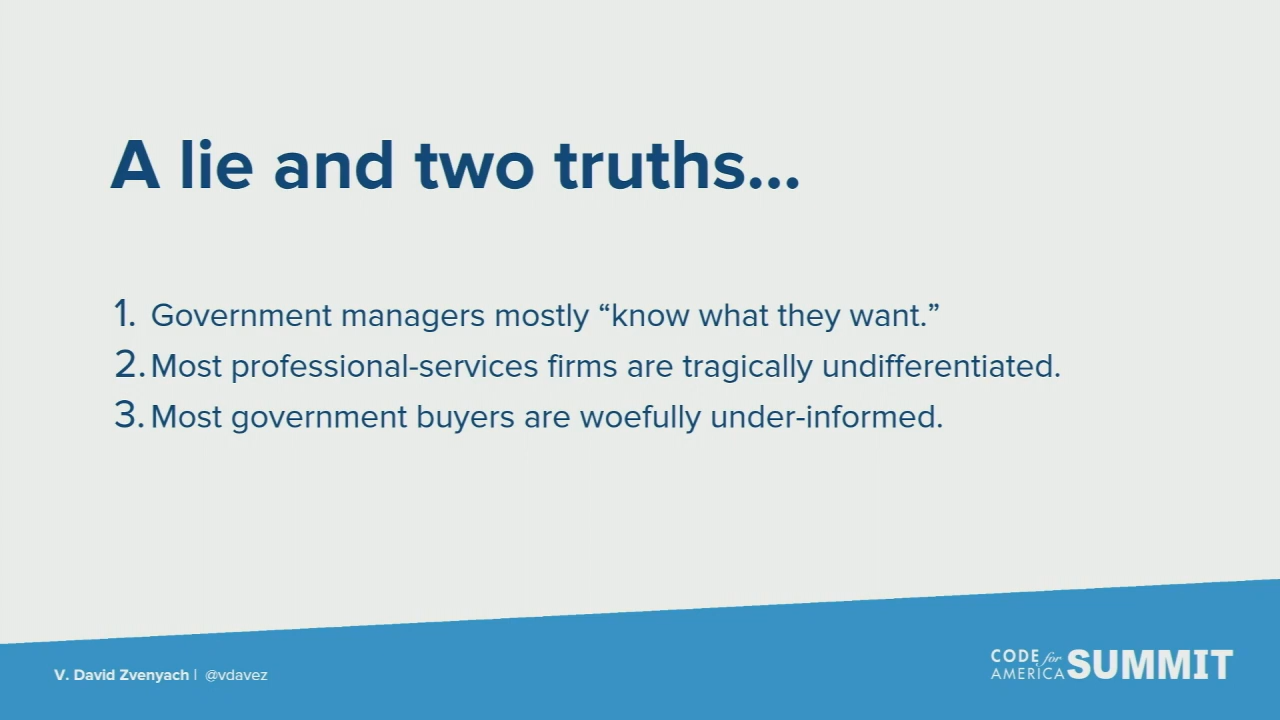 A lie and two truths...
1. Government managers mostly “know what they want.”
2. Most professional-services firms are tragically undifferentiated.
3. Most government buyers are woefully under-informed.
V. David Zvenyach | @vdavez
CODE for
AMERICA SUMMIT